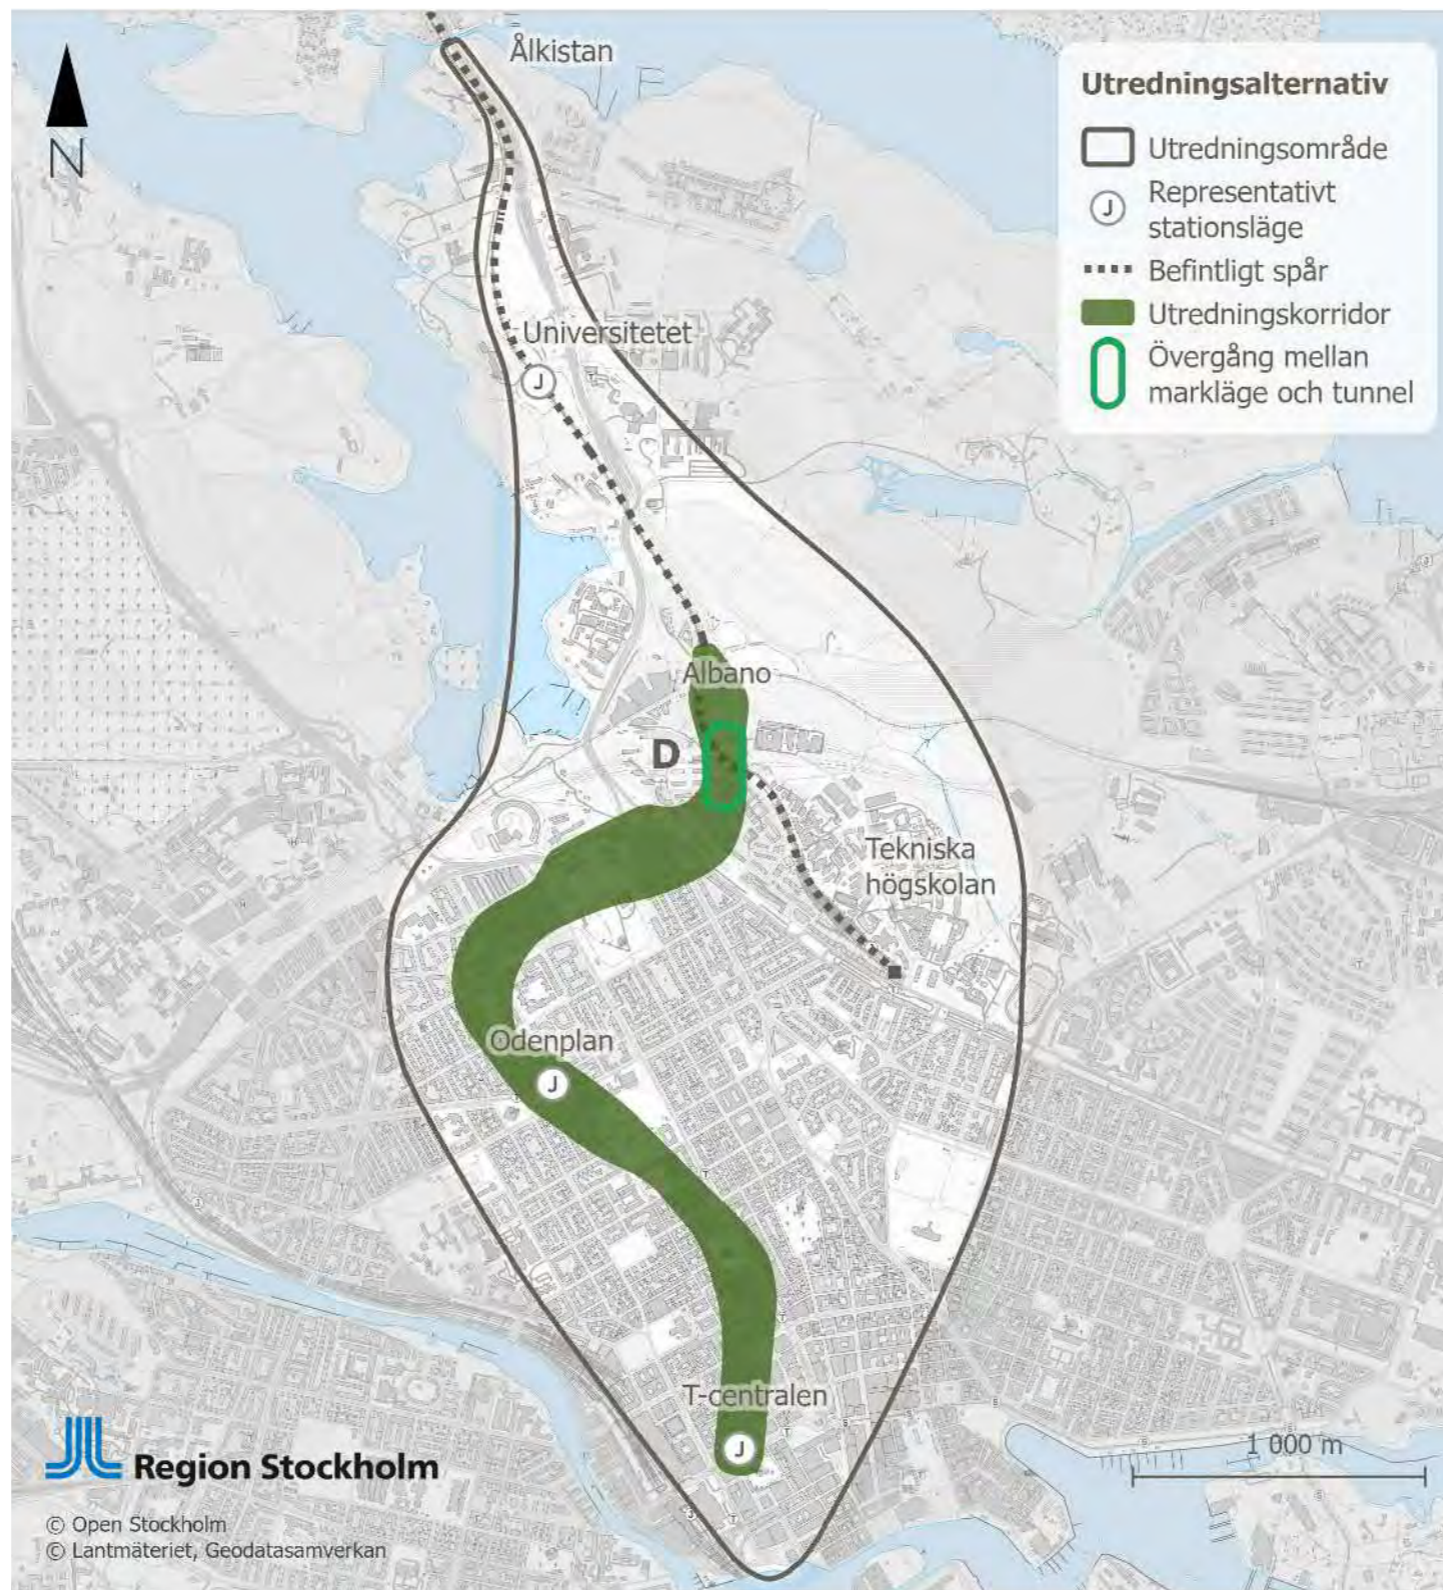 Ålkistan
N
Utredningsalternativ
Utredningsområde
J
Representativt
stationsläge
Befintligt spår
Utredningskorridor
Övergång mellan
markläge och tunnel
Universitetet
J
Albano
D
Tekniska
högskolan
Odenplan
J
T-centralen
J
1 000 m
Region Stockholm
© Open Stockholm
© Lantmäteriet, Geodatasamverkan